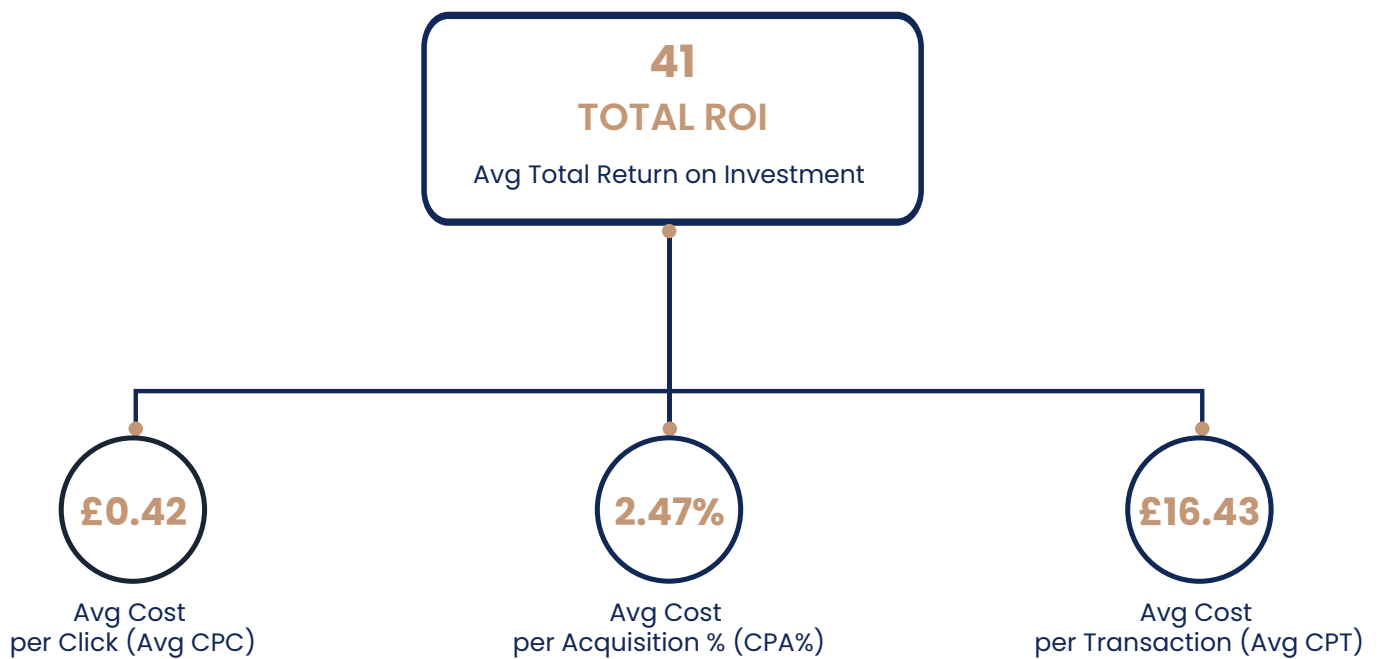 41
TOTAL ROI
Avg Total Return on Investment
£0.42
2.47%
£16.43
Avg Cost
per Click (Avg CPC)
Avg Cost
per Acquisition % (CPA%)
Avg Cost
per Transaction (Avg CPT)